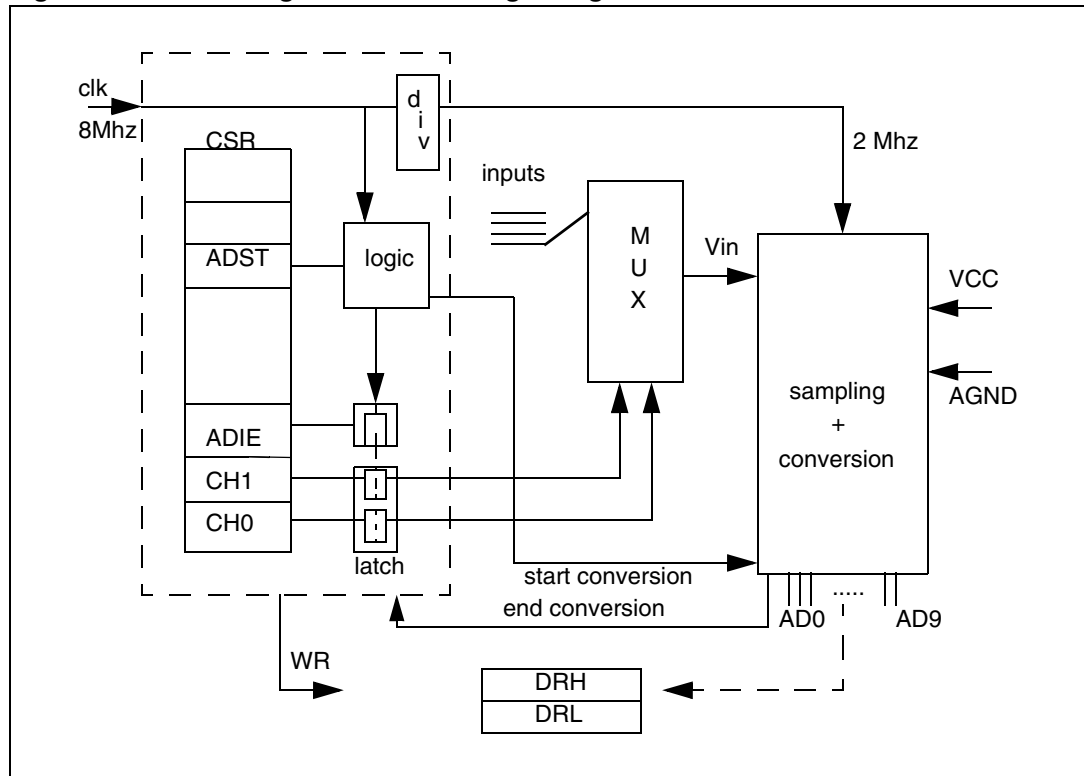 clk
8Mhz
d
i
v
2 Mhz
CSR
inputs
ADST
logic
M
U
X
Vin
VCC
AGND
sampling
+
conversion
ADIE
CH1
CH0
latch
start conversion
end conversion
AD0
.....
AD9
WR
DRH
DRL